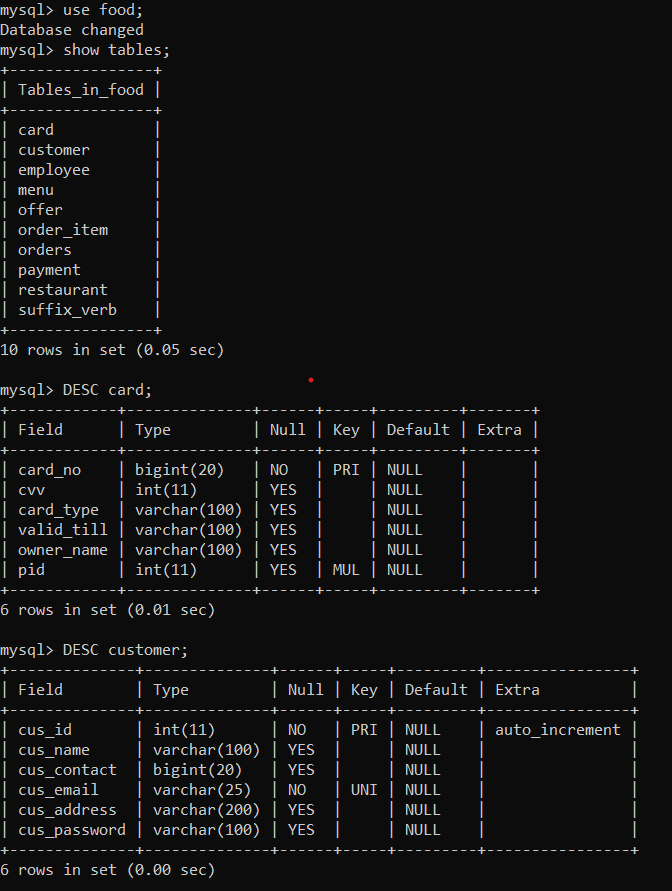 mysql> use food;
Database changed
mysql> show tables;
+----------------+
| Tables_in_food |
+----------------+
| card           |
| customer       |
| employee       |
| menu           |
| offer          |
| order_item     |
| orders         |
| payment        |
| restaurant     |
| suffix_verb    |
+----------------+
10 rows in set (0.05 sec)
mysql> DESC card;
+------------+--------------+------+-----+---------+-------+
| Field      | Type         | Null | Key | Default | Extra |
+------------+--------------+------+-----+---------+-------+
| card_no    | bigint(20)   | NO   | PRI | NULL    |       |
| cvv        | int(11)      | YES  |     | NULL    |       |
| card_type  | varchar(100) | YES  |     | NULL    |       |
| valid_till | varchar(100) | YES  |     | NULL    |       |
| owner_name | varchar(100) | YES  |     | NULL    |       |
| pid        | int(11)      | YES  | MUL | NULL    |       |
+------------+--------------+------+-----+---------+-------+
6 rows in set (0.01 sec)
mysql> DESC customer;
+--------------+--------------+------+-----+---------+----------------+
| Field        | Type         | Null | Key | Default | Extra          |
+--------------+--------------+------+-----+---------+----------------+
| cus_id       | int(11)      | NO   | PRI | NULL    | auto_increment |
| cus_name     | varchar(100) | YES  |     | NULL    |                |
| cus_contact  | bigint(20)   | YES  |     | NULL    |                |
| cus_email    | varchar(25)  | NO   | UNI | NULL    |                |
| cus_address  | varchar(200) | YES  |     | NULL    |                |
| cus_password | varchar(100) | YES  |     | NULL    |                |
+--------------+--------------+------+-----+---------+----------------+
6 rows in set (0.00 sec)